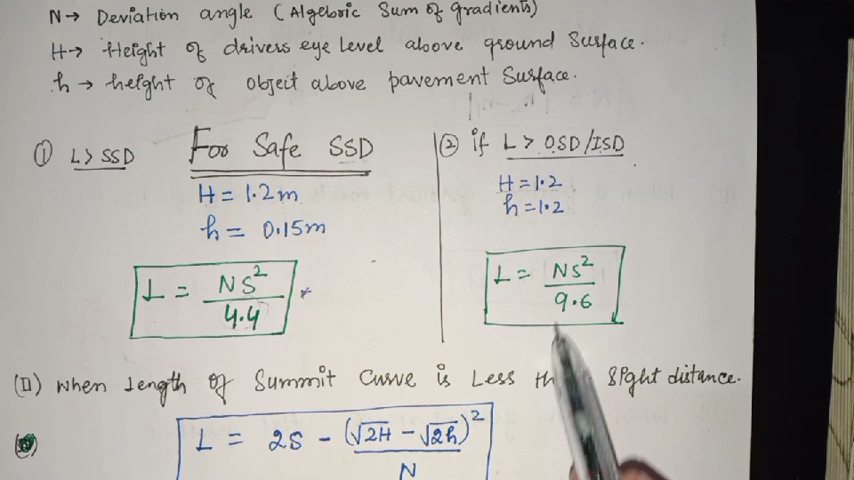 N→ Deviation angle (Algebric Sum of gradients)
H→ Height of drivers eye Level above ground Surface.
h → height of object above pavement Surface.
① L> SSD
For Safe SSD
H = 1.2m
h = 0.15m
L = NS²/4.4
② if L > OSD/ISD
H=1.2
h=1.2
L = NS²/9.6
(II) When Length of Summit Curve is Less th Sight distance.
L = 2S - (√2H - √2h)²/N